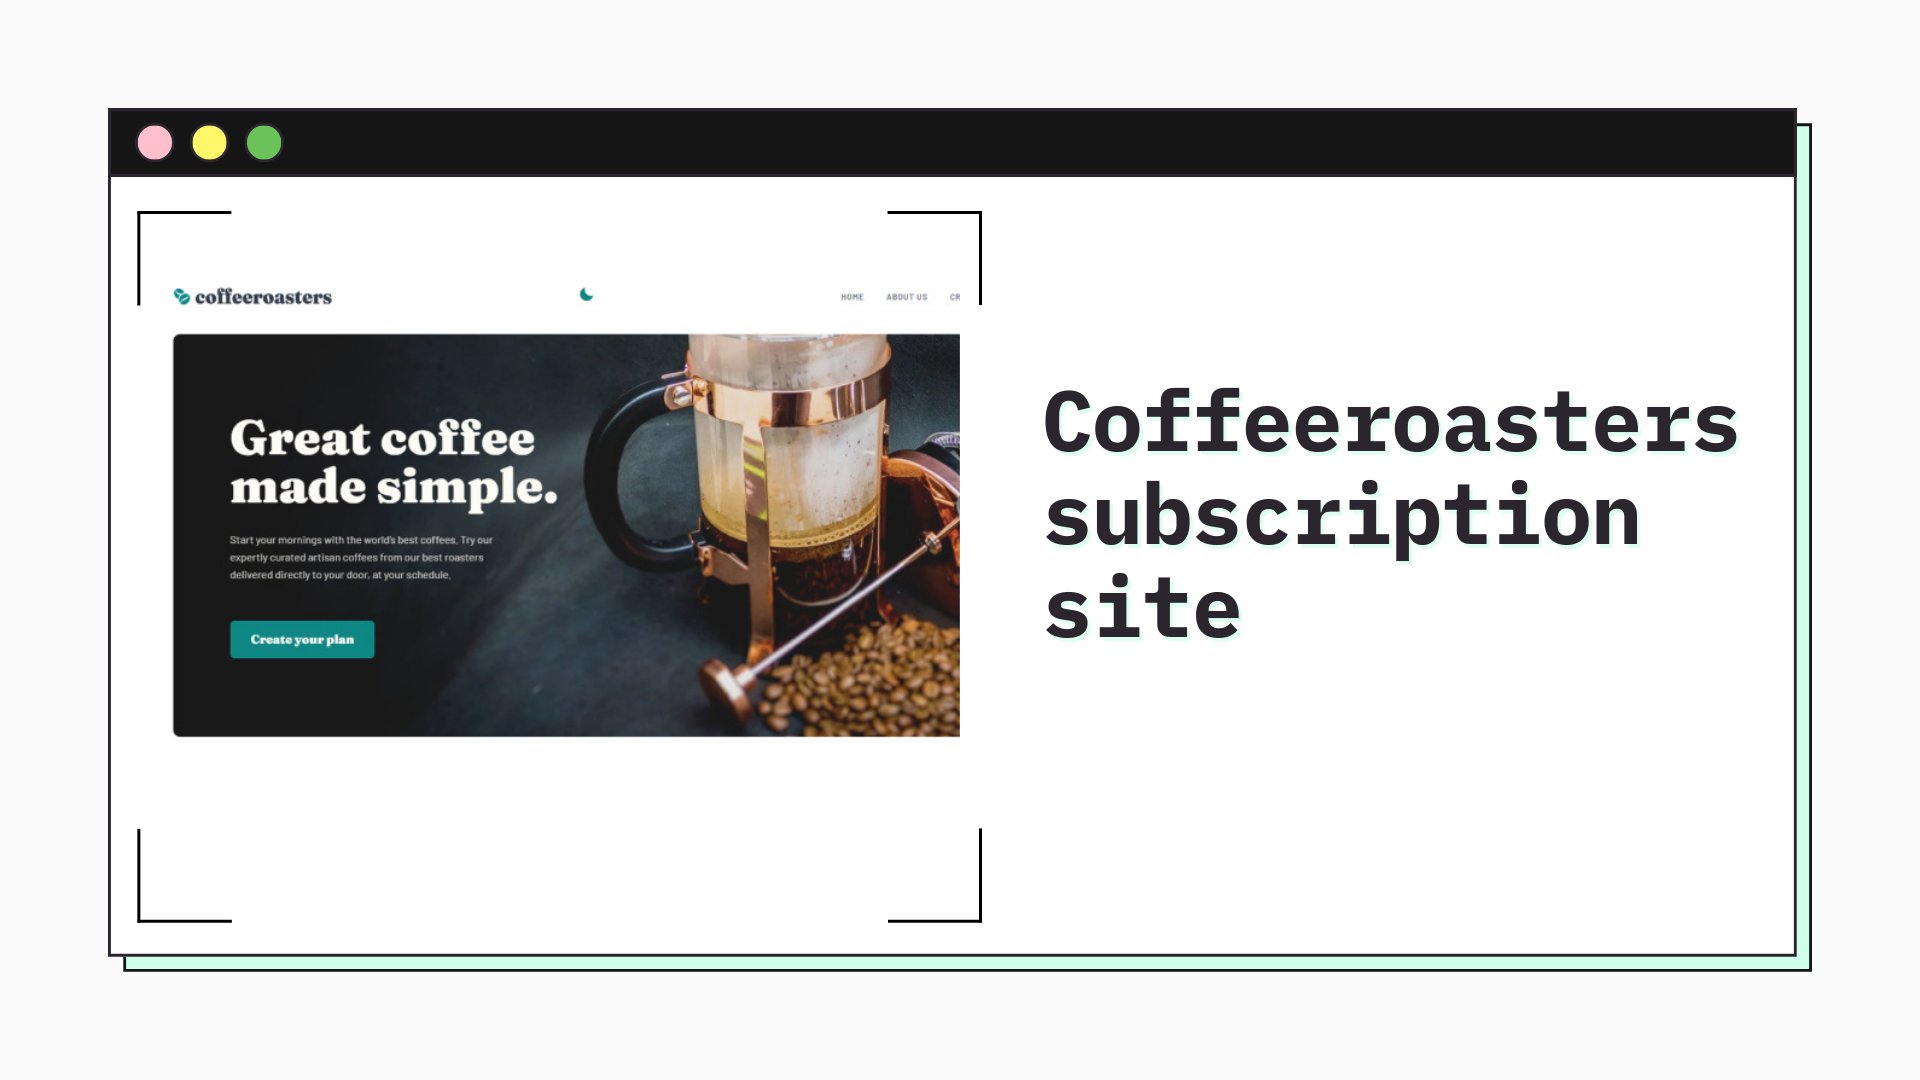 coffeeroasters
HOME ABOUT US CR
Great coffee
made simple.
Start your mornings with the world's best coffees. Try our
expertly curated artisan coffees from our best roasters
delivered directly to your door, at your schedule.
Create your plan
Coffeeroasters
subscription
site